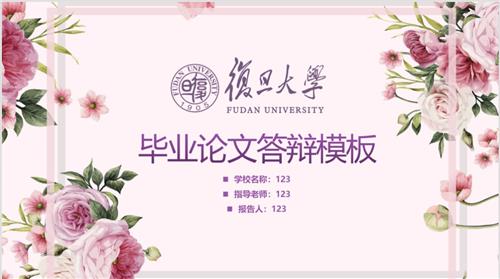 FUDAN UNIVERSITY
1905
復旦大學
FUDAN UNIVERSITY
毕业论文答辩模板
■ 学校名称：123
■ 指导老师：123
■ 报告人：123